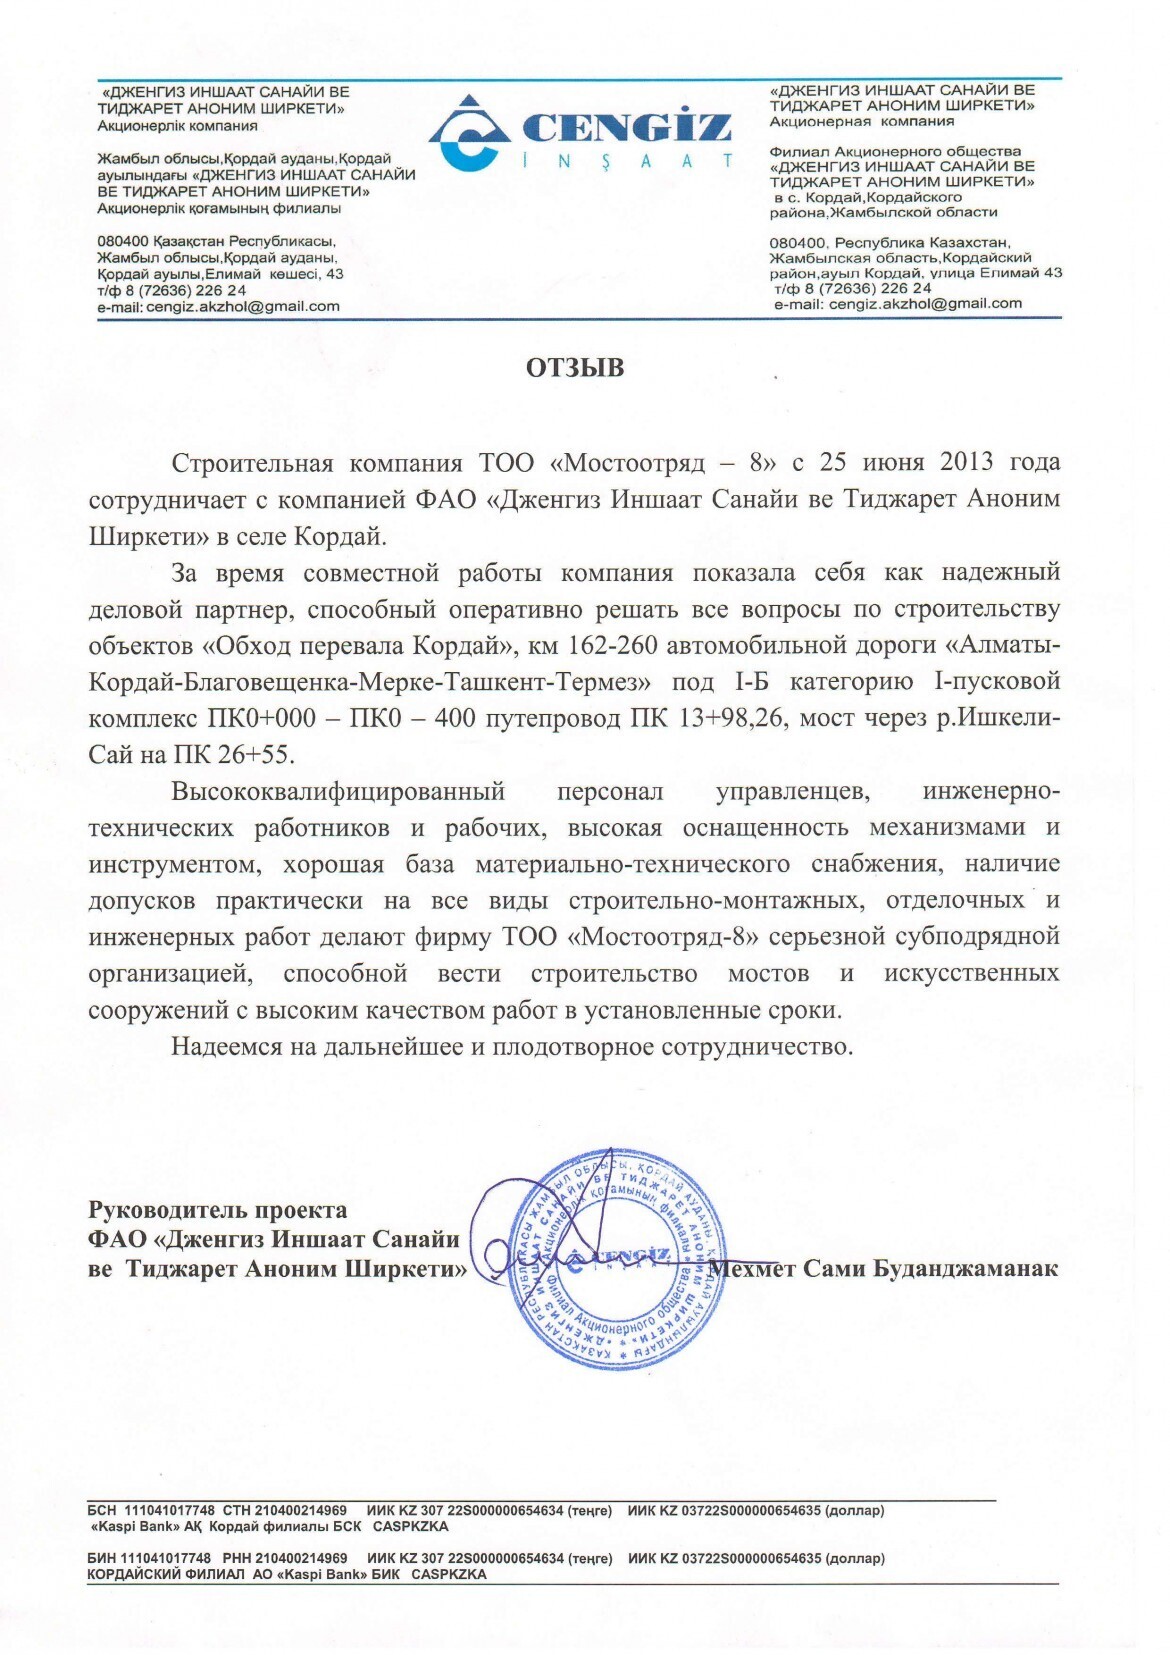 «ДЖЕНГИЗ ИНШААТ САНАЙИ ВЕ
ТИДЖАРЕТ АНОНИМ ШИРКЕТИ»
Акционерлік компания
Жамбыл облысы,Қордай ауданы,Қордай
ауылындағы «ДЖЕНГИЗ ИНШААТ САНАЙИ
ВЕ ТИДЖАРЕТ АНОНИМ ШИРКЕТИ»
Акционерлік қоғамының филиалы
080400 Қазақстан Республикасы,
Жамбыл облысы,Қордай ауданы,
Қордай ауылы,Елимай көшесі, 43
т/ф 8 (72636) 226 24
e-mail: cengiz.akzhol@gmail.com
CENGİZ
İNŞAAT
«ДЖЕНГИЗ ИНШААТ САНАЙИ ВЕ
ТИДЖАРЕТ АНОНИМ ШИРКЕТИ»
Акционерная компания
Филиал Акционерного общества
«ДЖЕНГИЗ ИНШААТ САНАЙИ ВЕ
ТИДЖАРЕТ АНОНИМ ШИРКЕТИ»
в с. Кордай,Кордайского
района,Жамбылской области
080400, Республика Казахстан,
Жамбылская область,Кордайский
район,ауыл Кордай, улица Елимай 43
т/ф 8 (72636) 226 24
e-mail: cengiz.akzhol@gmail.com
ОТЗЫВ
Строительная компания ТОО «Мостоотряд – 8» с 25 июня 2013 года
сотрудничает с компанией ФАО «Дженгиз Иншаат Санайи ве Тиджарет Аноним
Ширкети» в селе Кордай.
За время совместной работы компания показала себя как надежный
деловой партнер, способный оперативно решать все вопросы по строительству
объектов «Обход перевала Кордай», км 162-260 автомобильной дороги «Алматы-
Кордай-Благовещенка-Мерке-Ташкент-Термез» под I-Б категорию I-пусковой
комплекс ПК0+000 – ПК0 – 400 путепровод ПК 13+98,26, мост через р.Ишкели-
Сай на ПК 26+55.
Высококвалифицированный персонал управленцев, инженерно-
технических работников и рабочих, высокая оснащенность механизмами и
инструментом, хорошая база материально-технического снабжения, наличие
допусков практически на все виды строительно-монтажных, отделочных и
инженерных работ делают фирму ТОО «Мостоотряд-8» серьезной субподрядной
организацией, способной вести строительство мостов и искусственных
сооружений с высоким качеством работ в установленные сроки.
Надеемся на дальнейшее и плодотворное сотрудничество.
Руководитель проекта
ФАО «Дженгиз Иншаат Санайи
ве Тиджарет Аноним Ширкети»
Мехмет Сами Буданджаманак
ҚАЗАҚСТАН РЕСПУБЛИКАСЫ ЖАМБЫЛ ОБЛЫСЫ, ҚОРДАЙ АУДАНЫ, ҚОРДАЙ АУЫЛЫНДАҒЫ
«ДЖЕНГИЗ ИНШААТ САНАЙИ ВЕ ТИДЖАРЕТ АНОНИМ ШИРКЕТИ»
Акционерлік қоғамының филиалы
Филиал Акционерного общества
CENGİZ
İNŞAAT
БСН 111041017748 СТН 210400214969 ИИК KZ 307 22S000000654634 (теңге) ИИК KZ 03722S000000654635 (доллар)
«Kaspi Bank» АҚ Кордай филиалы БСК CASPKZKA
БИН 111041017748 РНН 210400214969 ИИК KZ 307 22S000000654634 (теңге) ИИК KZ 03722S000000654635 (доллар)
КОРДАЙСКИЙ ФИЛИАЛ АО «Kaspi Bank» БИК CASPKZKA